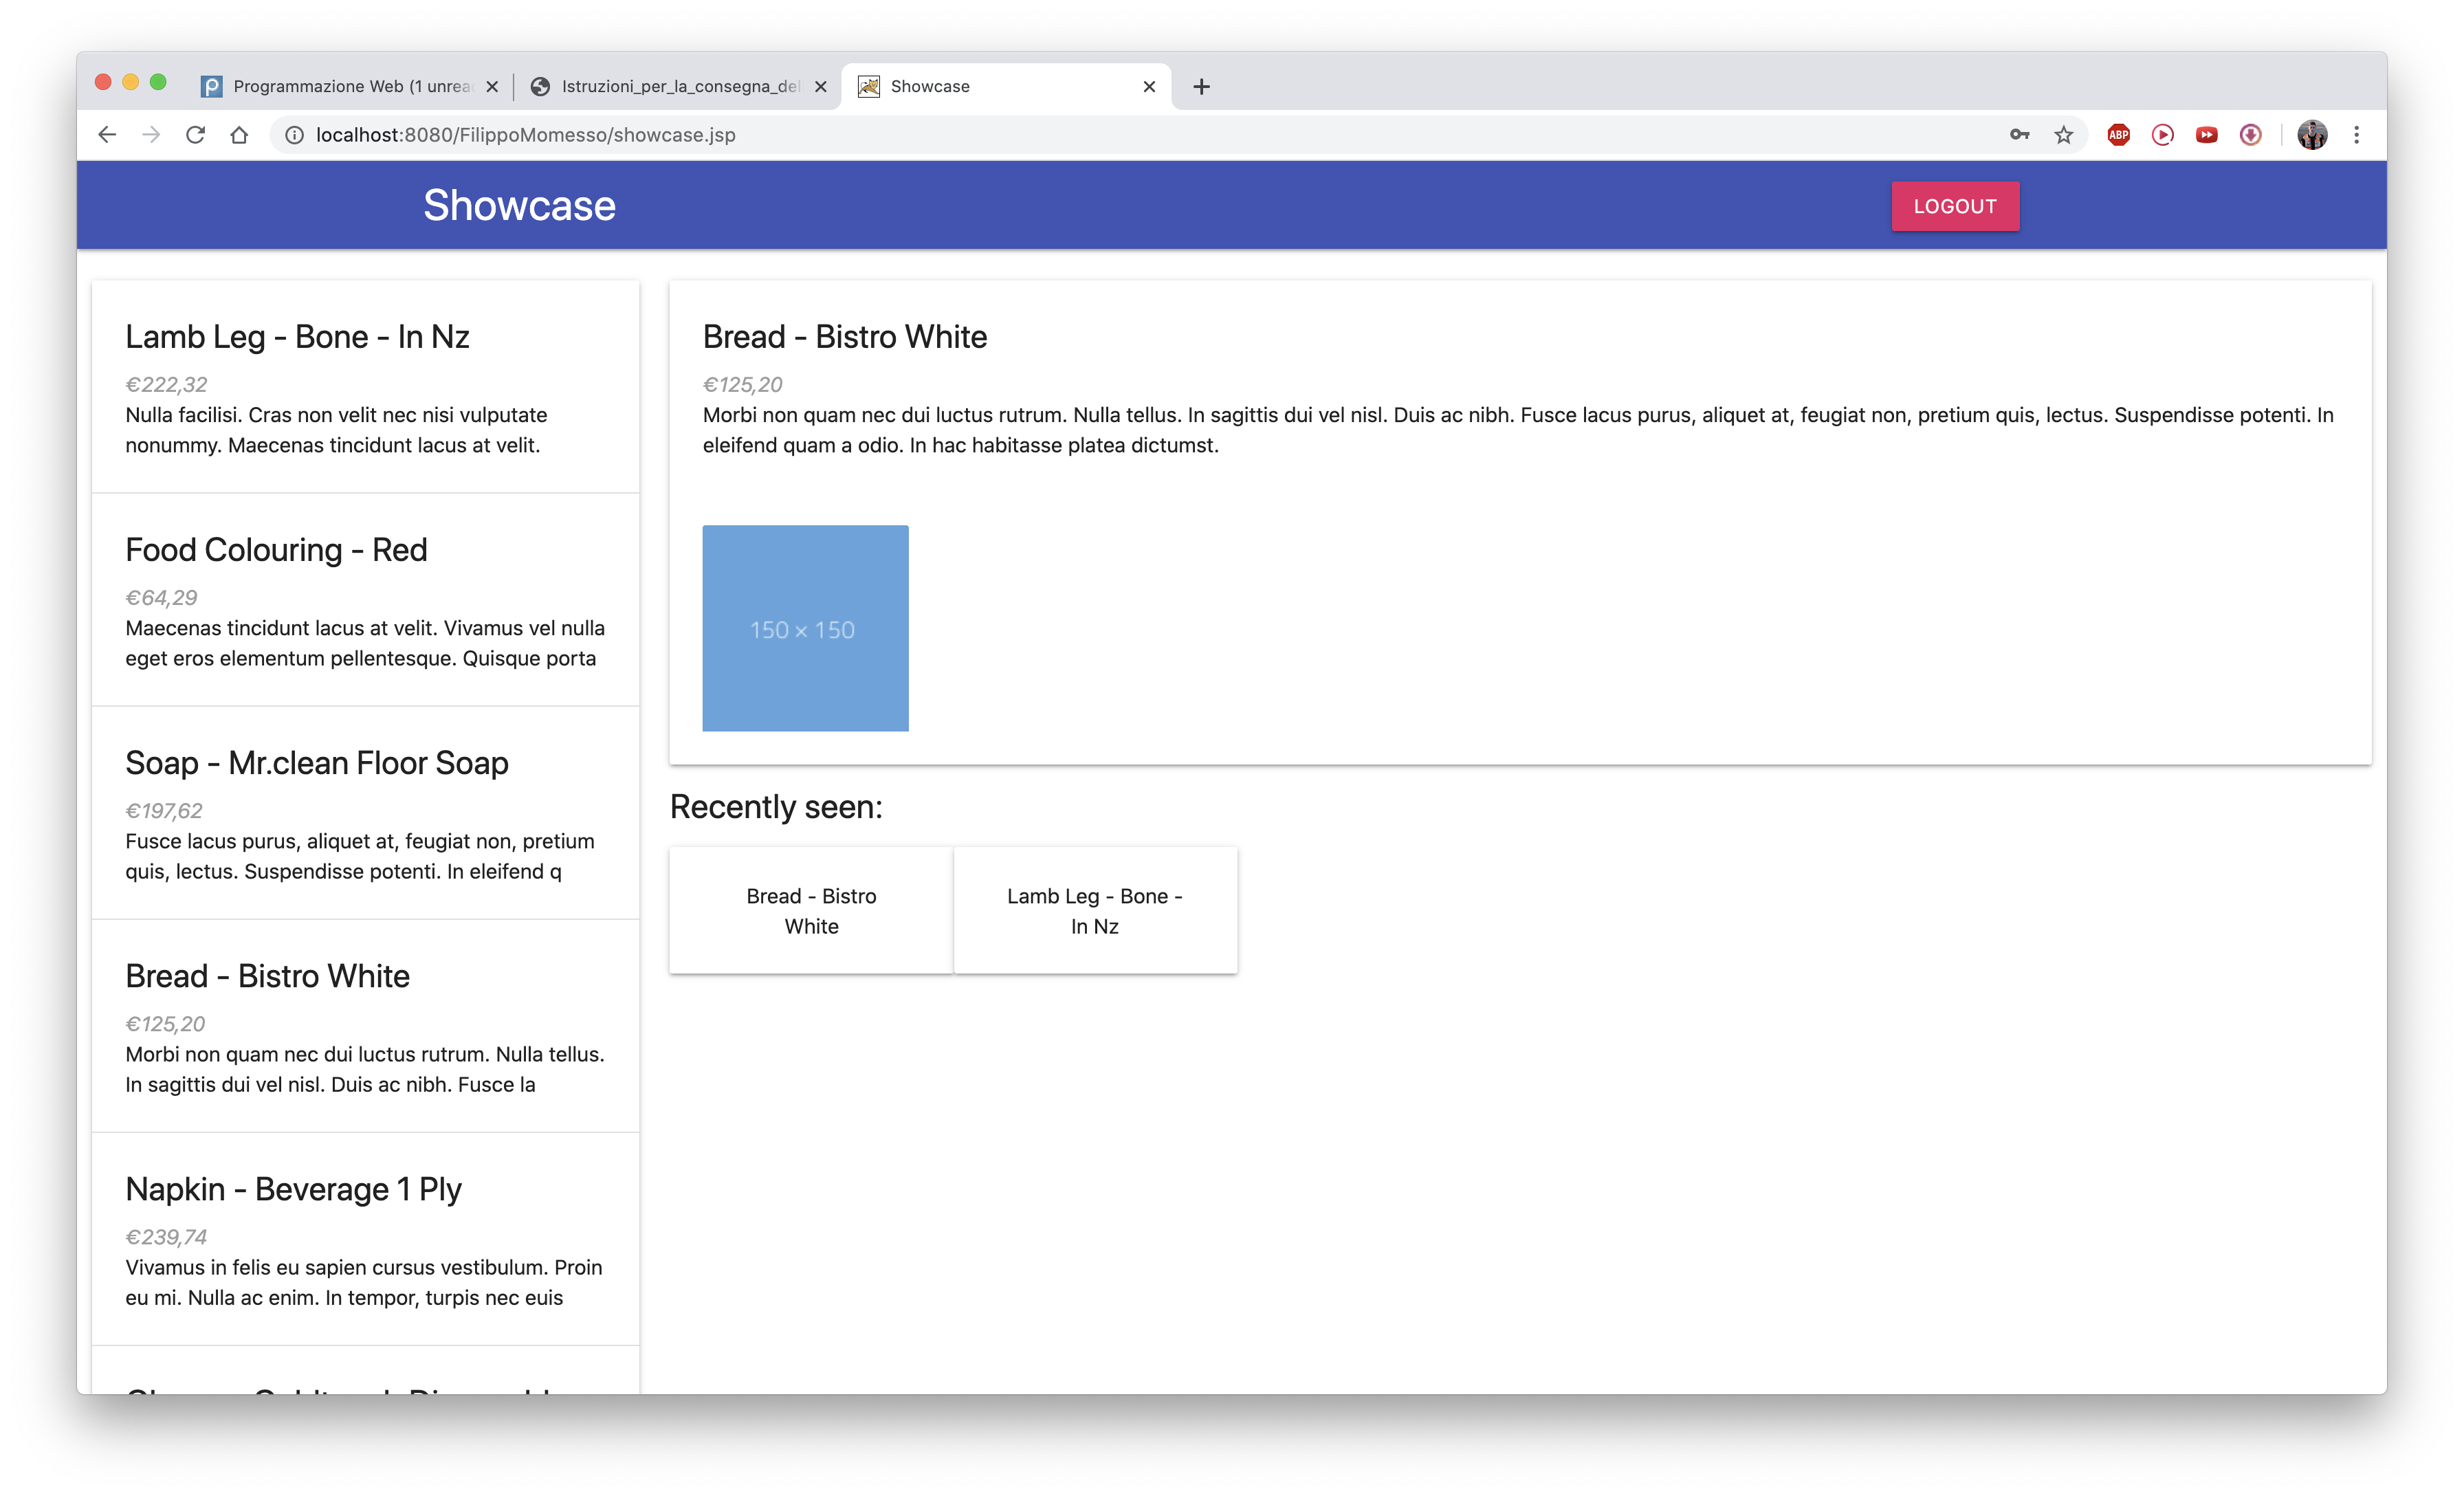 Programmazione Web (1 unrea
Istruzioni_per_la_consegna_del
Showcase
localhost:8080/FilippoMomesso/showcase.jsp
ABP
Showcase
LOGOUT
Lamb Leg - Bone - In Nz
€222,32
Nulla facilisi. Cras non velit nec nisi vulputate
nonummy. Maecenas tincidunt lacus at velit.
Food Colouring - Red
€64,29
Maecenas tincidunt lacus at velit. Vivamus vel nulla
eget eros elementum pellentesque. Quisque porta
Soap - Mr.clean Floor Soap
€197,62
Fusce lacus purus, aliquet at, feugiat non, pretium
quis, lectus. Suspendisse potenti. In eleifend q
Bread - Bistro White
€125,20
Morbi non quam nec dui luctus rutrum. Nulla tellus.
In sagittis dui vel nisl. Duis ac nibh. Fusce la
Napkin - Beverage 1 Ply
€239,74
Vivamus in felis eu sapien cursus vestibulum. Proin
eu mi. Nulla ac enim. In tempor, turpis nec euis
Bread - Bistro White
€125,20
Morbi non quam nec dui luctus rutrum. Nulla tellus. In sagittis dui vel nisl. Duis ac nibh. Fusce lacus purus, aliquet at, feugiat non, pretium quis, lectus. Suspendisse potenti. In
eleifend quam a odio. In hac habitasse platea dictumst.
150 × 150
Recently seen:
Bread - Bistro
White
Lamb Leg - Bone -
In Nz